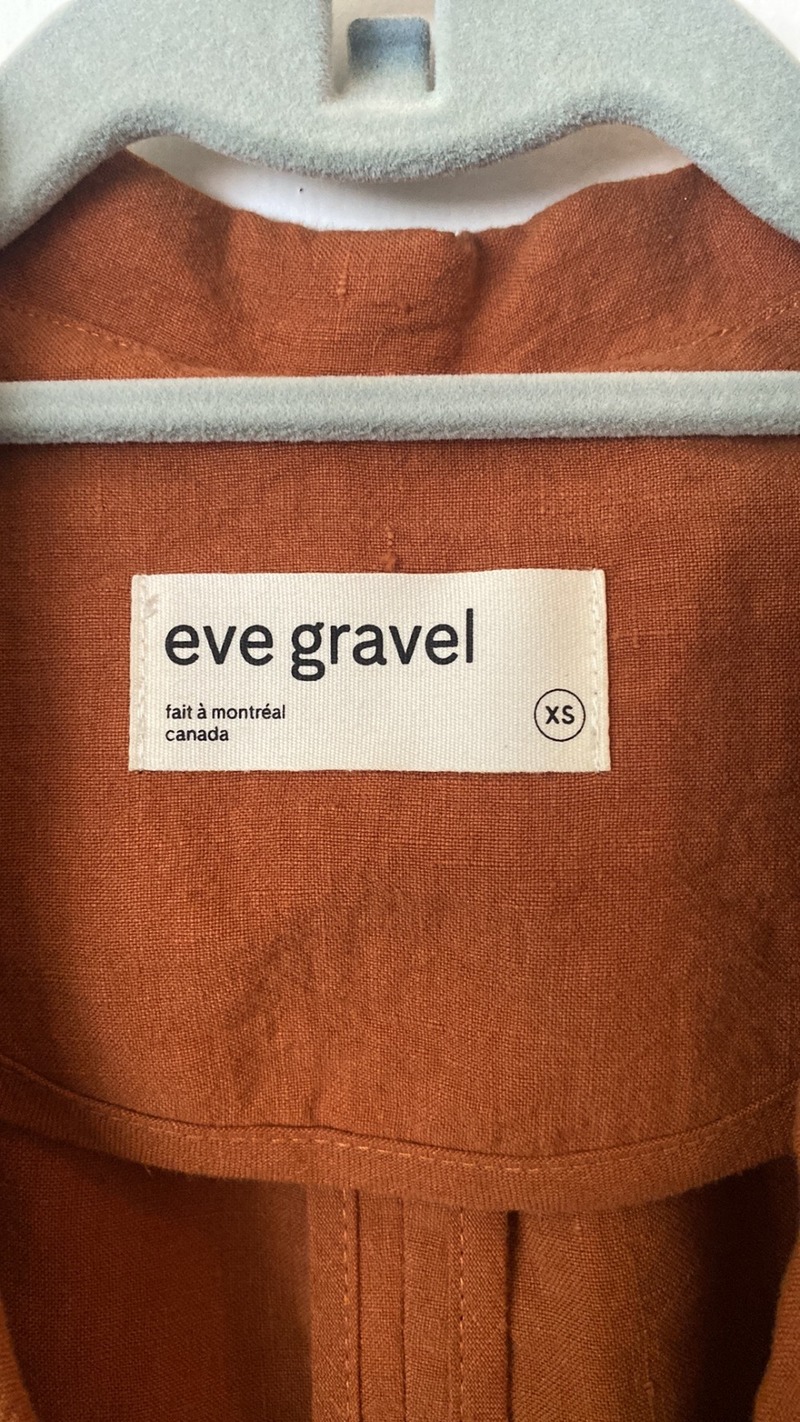 eve gravel
fait à montréal
canada
XS